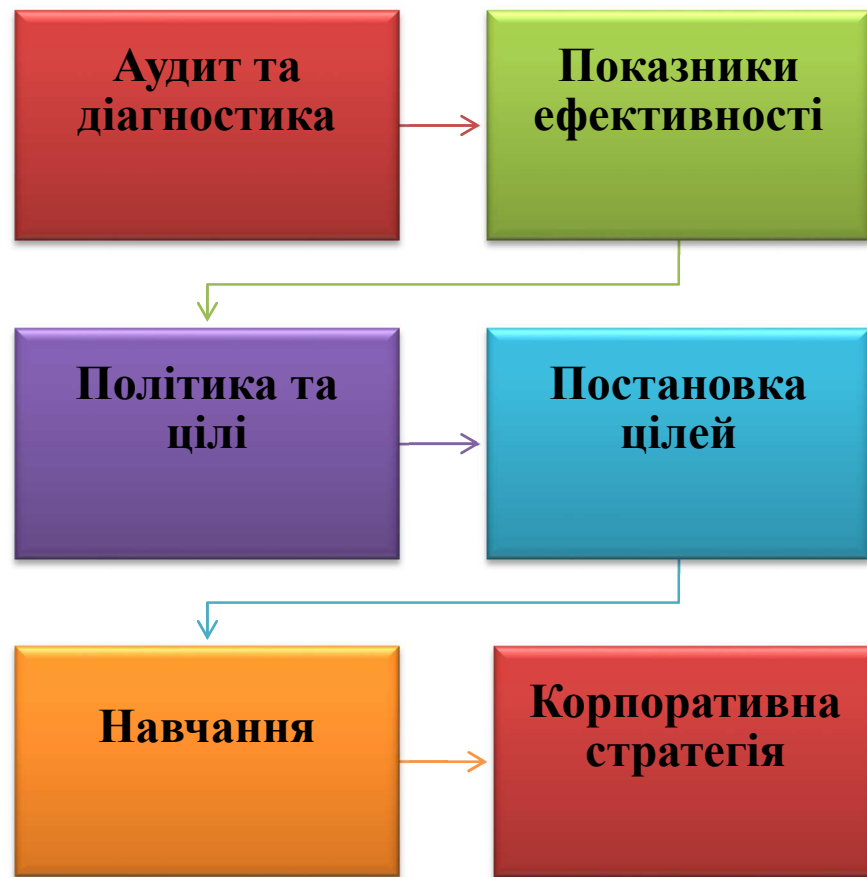 Аудит та
діагностика
Показники
ефективності
Політика та
цілі
Постановка
цілей
Навчання
Корпоративна
стратегія